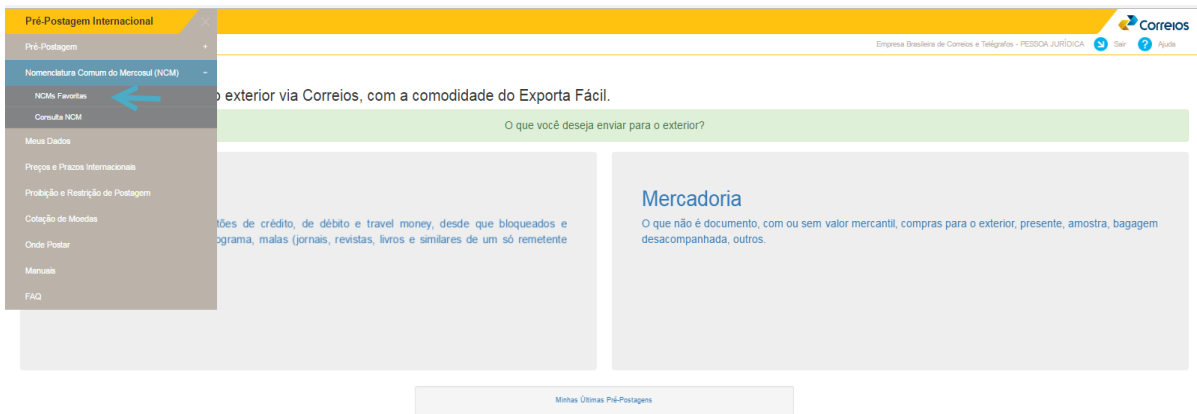 Pré-Postagem Internacional
Correios
Empresa Brasileira de Correios e Telégrafos - PESSOA JURÍDICA Sair ? Ajuda
Pré-Postagem +
Nomenclatura Comum do Mercosul (NCM) -
NCMs Favoritas
Consulta NCM
Meus Dados
Preços e Prazos Internacionais
Proibição e Restrição de Postagem
Cotação de Moedas
Onde Postar
Manuais
FAQ
exterior via Correios, com a comodidade do Exporta Fácil.
O que você deseja enviar para o exterior?
tões de crédito, de débito e travel money, desde que bloqueados e
ograma, malas (jornais, revistas, livros e similares de um só remetente
Mercadoria
O que não é documento, com ou sem valor mercantil, compras para o exterior, presente, amostra, bagagem
desacompanhada, outros.
Minhas Últimas Pré-Postagens